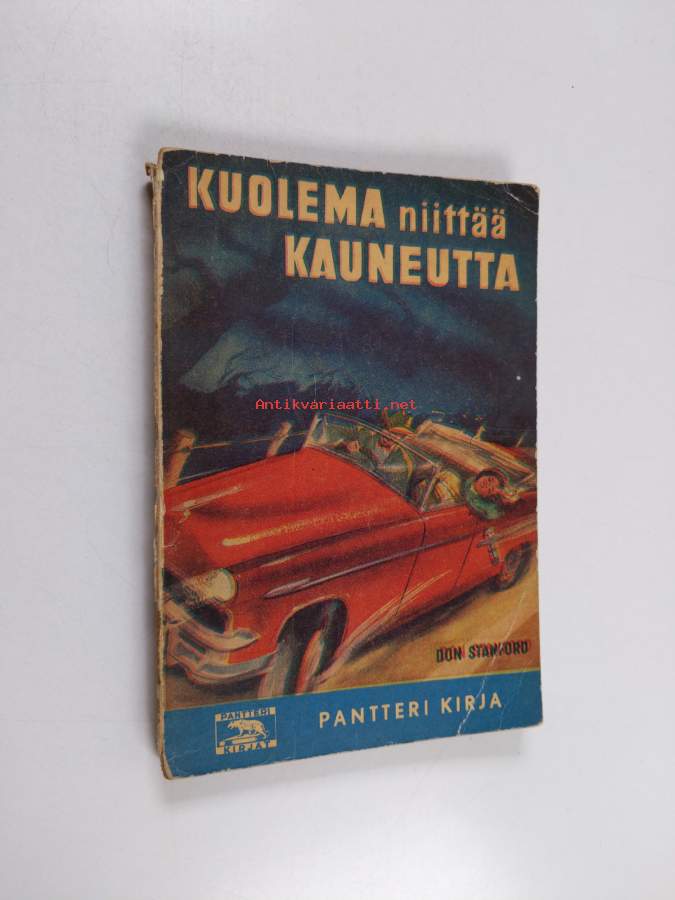 KUOLEMA niittää
KAUNEUTTA
Antikvariaatti.net
DON STANFORD
PANTTERI
KIRJAT
PANTTERI KIRJA